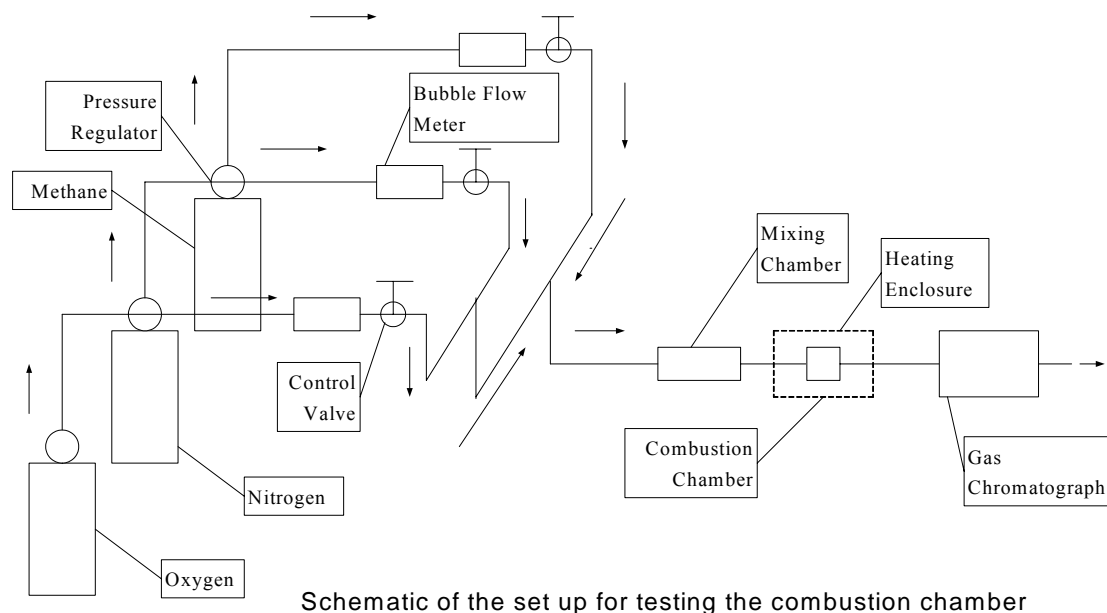 Pressure
Regulator
Bubble Flow
Meter
Methane
Mixing
Chamber
Heating
Enclosure
Control
Valve
Combustion
Chamber
Gas
Chromatograph
Nitrogen
Oxygen
Schematic of the set up for testing the combustion chamber